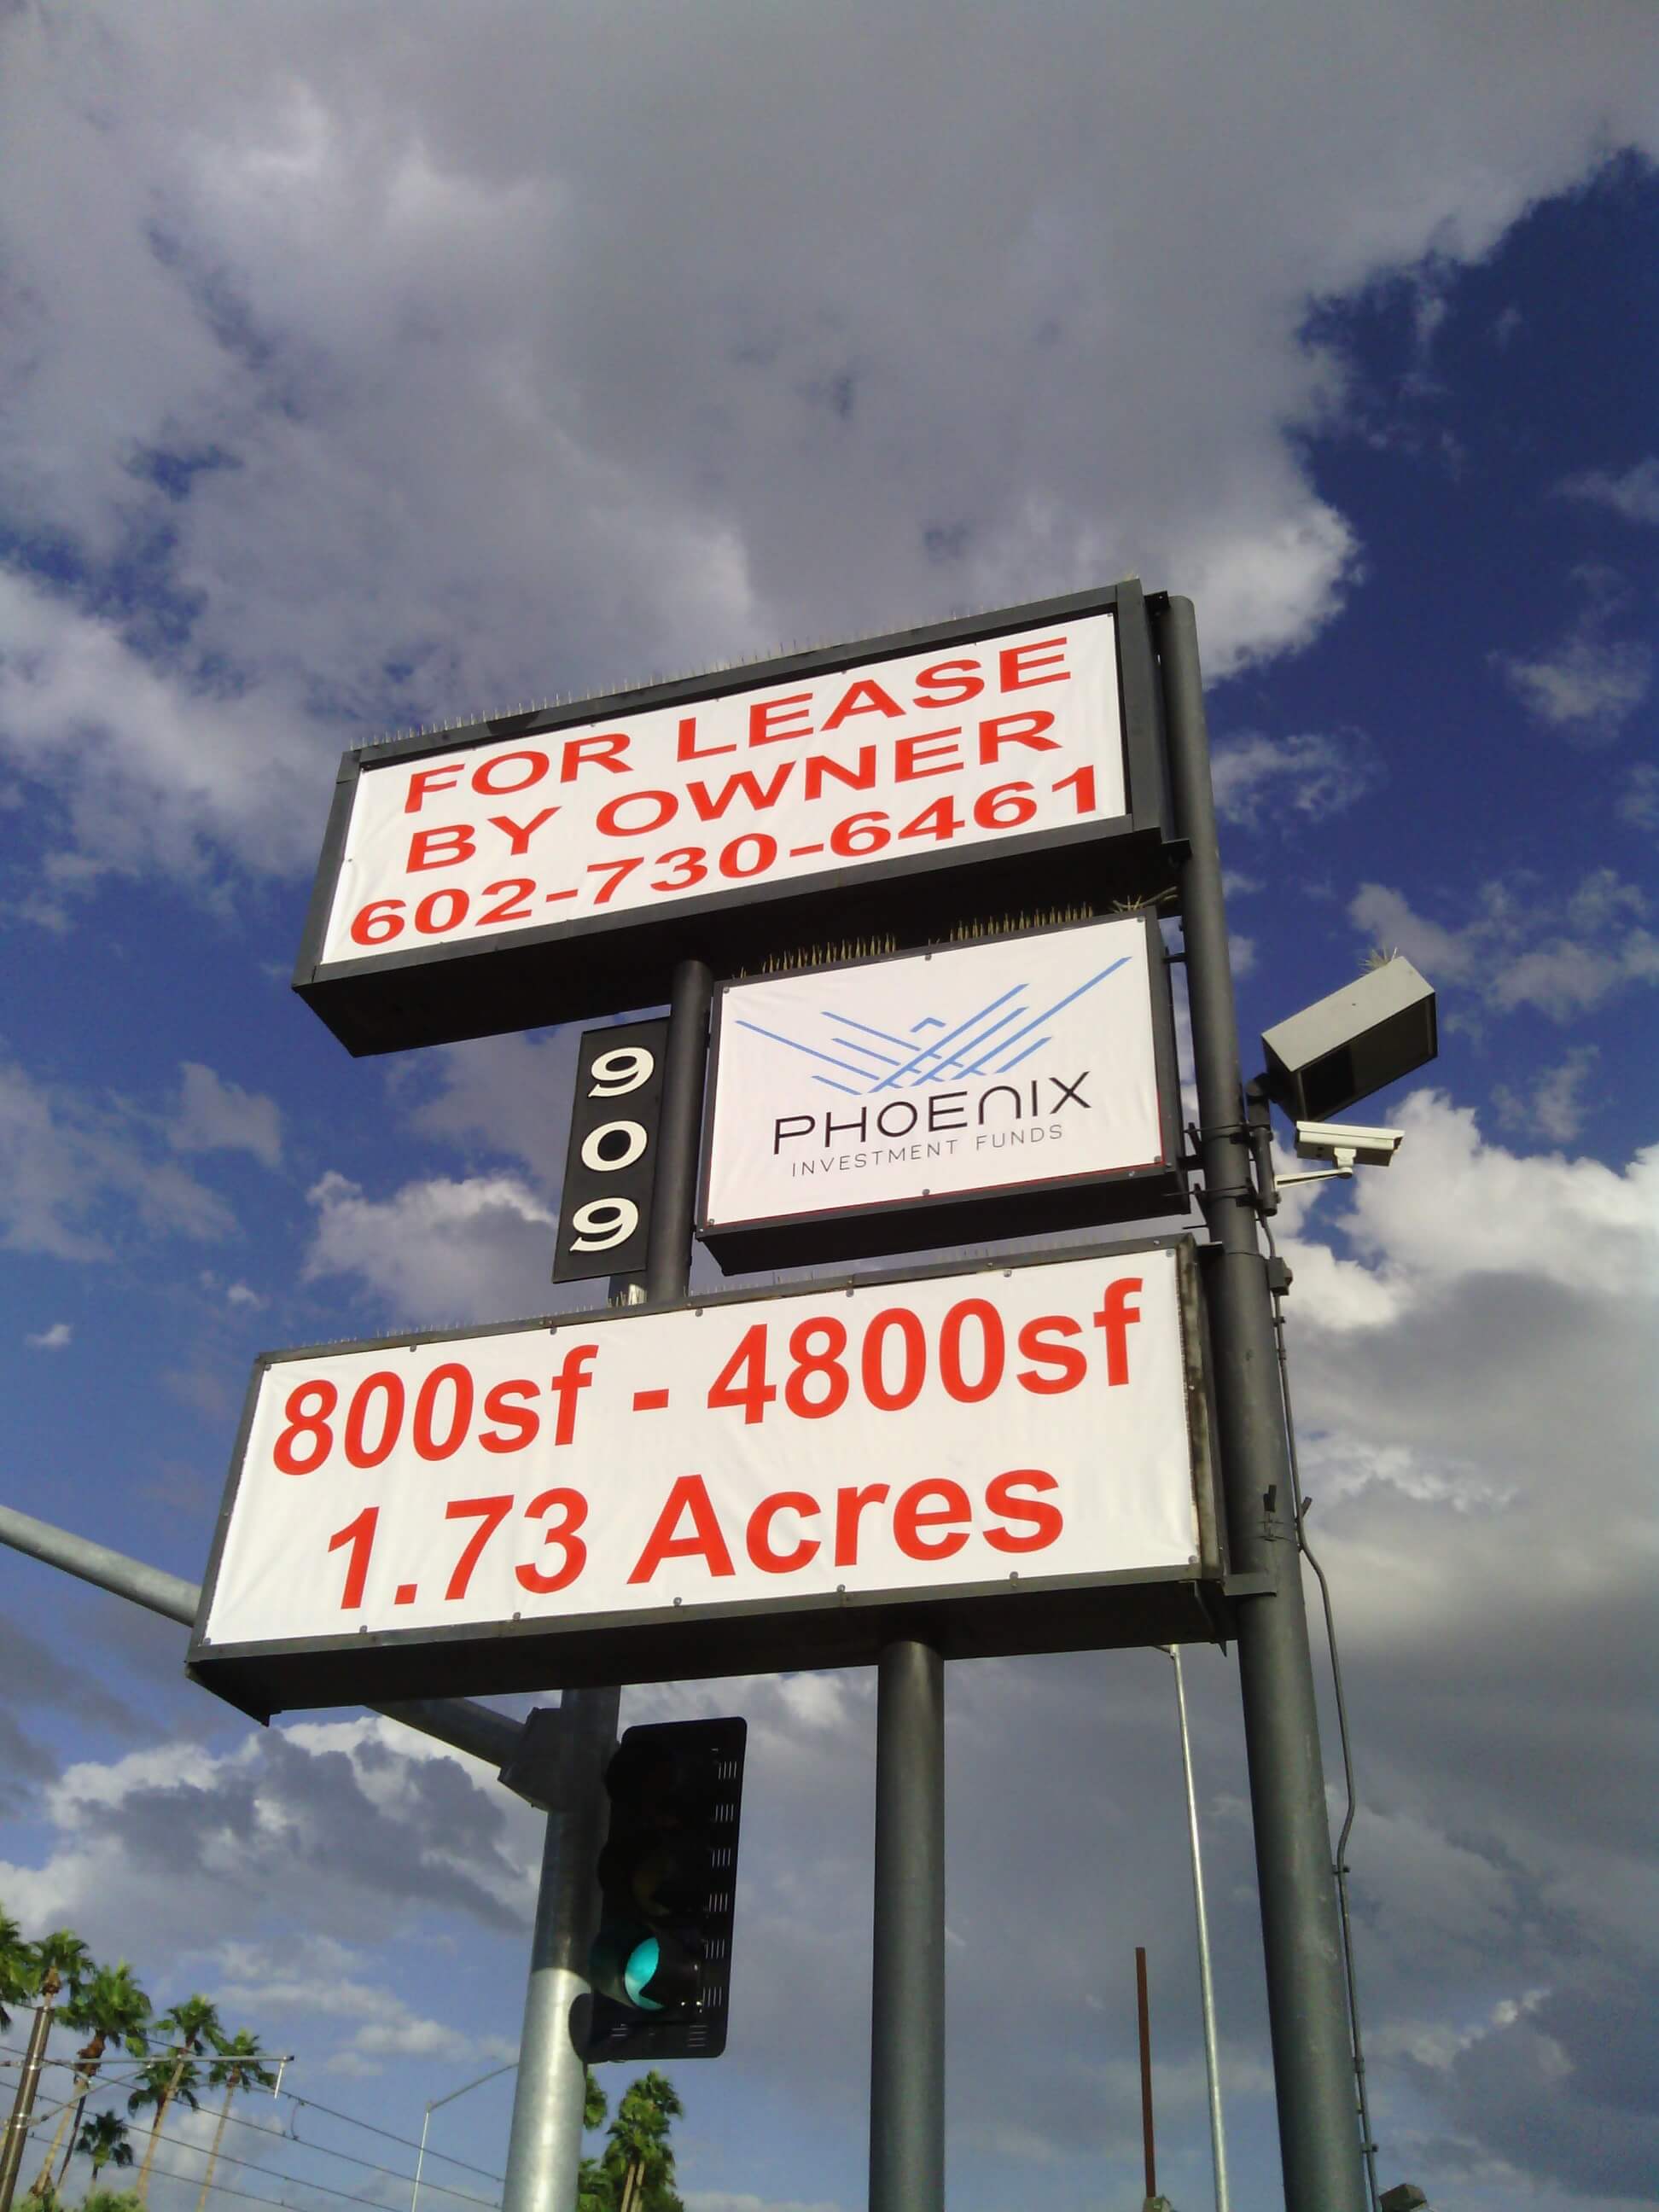 FOR LEASE
BY OWNER
602-730-6461
909
PHOENIX
INVESTMENT FUNDS
800sf - 4800sf
1.73 Acres